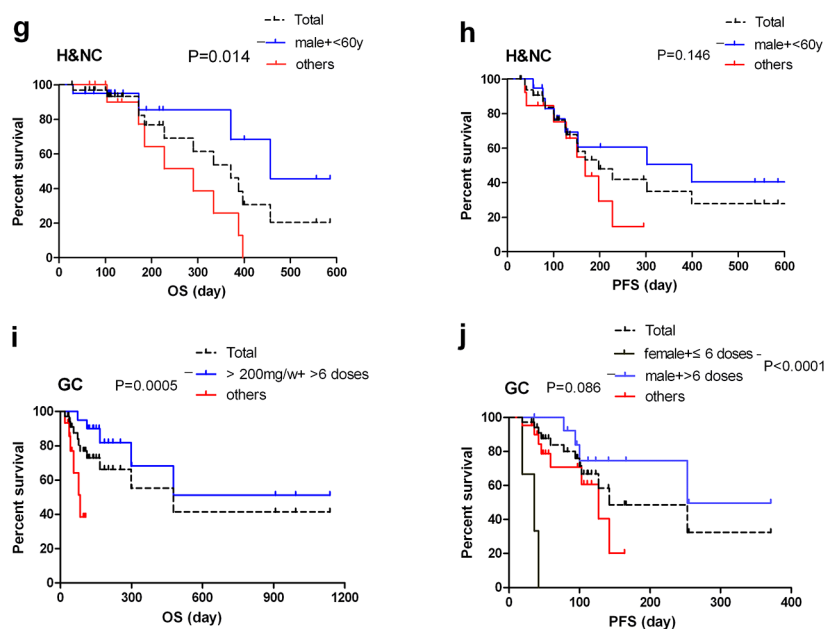 g
H&NC
P=0.014
Total
male+<60y
others
Percent survival
100
80
60
40
20
0
0 100 200 300 400 500 600
OS (day)
h
H&NC
P=0.146
Total
male+<60y
others
Percent survival
100
80
60
40
20
0
0 100 200 300 400 500 600
PFS (day)
i
GC
P=0.0005
Total
> 200mg/w+ >6 doses
others
Percent survival
100
80
60
40
20
0
0 300 600 900 1200
OS (day)
j
GC
P=0.086
Total
female+≤ 6 doses
male+>6 doses
others
P<0.0001
Percent survival
100
80
60
40
20
0
0 100 200 300 400
PFS (day)